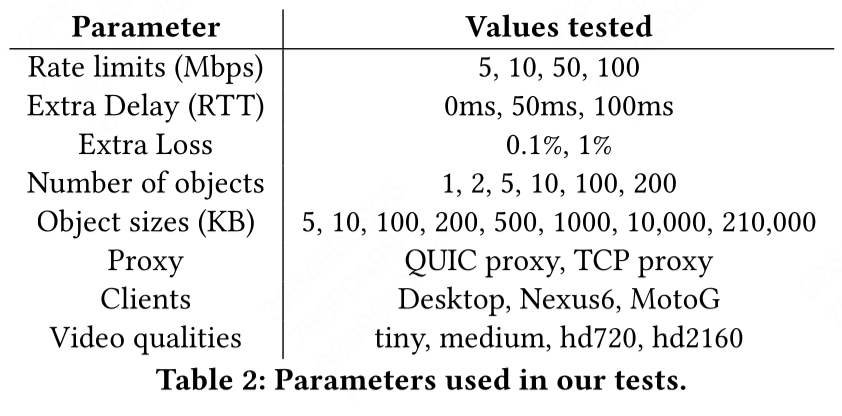 Parameter Values tested
Rate limits (Mbps) 5, 10, 50, 100
Extra Delay (RTT) 0ms, 50ms, 100ms
Extra Loss 0.1%, 1%
Number of objects 1, 2, 5, 10, 100, 200
Object sizes (KB) 5, 10, 100, 200, 500, 1000, 10,000, 210,000
Proxy QUIC proxy, TCP proxy
Clients Desktop, Nexus6, MotoG
Video qualities tiny, medium, hd720, hd2160
Table 2: Parameters used in our tests.